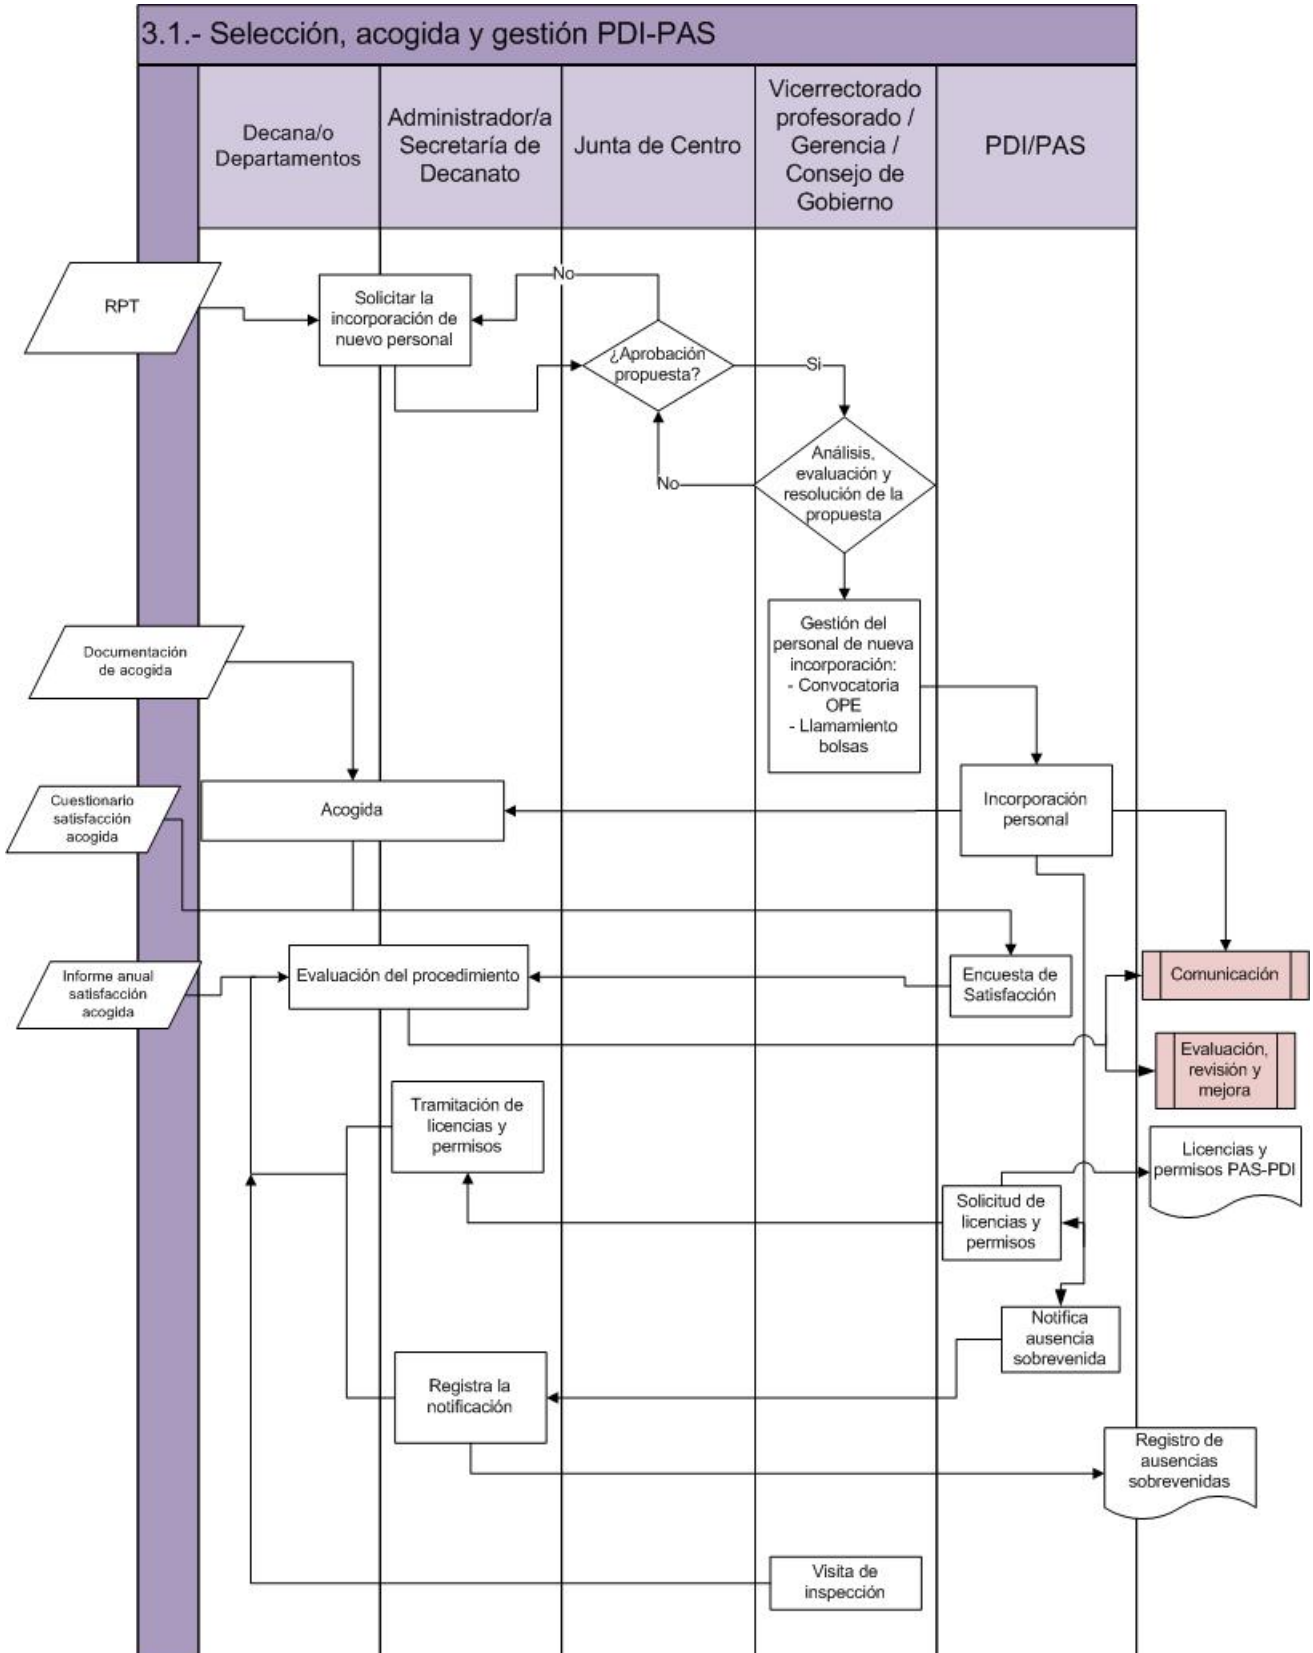 3.1.- Selección, acogida y gestión PDI-PAS
Decana/o
Departamentos
Administrador/a
Secretaría de
Decanato
Junta de Centro
Vicerrectorado
profesorado /
Gerencia /
Consejo de
Gobierno
PDI/PAS
RPT
Solicitar la
incorporación de
nuevo personal
No
¿Aprobación
propuesta?
Si
Análisis,
evaluación y
resolución de la
propuesta
No
Gestión del
personal de nueva
incorporación:
- Convocatoria
OPE
- Llamamiento
bolsas
Documentación
de acogida
Cuestionario
satisfacción
acogida
Acogida
Incorporación
personal
Informe anual
satisfacción
acogida
Evaluación del procedimiento
Encuesta de
Satisfacción
Comunicación
Evaluación,
revisión y
mejora
Tramitación de
licencias y
permisos
Licencias y
permisos PAS-PDI
Solicitud de
licencias y
permisos
Notifica
ausencia
sobrevenida
Registra la
notificación
Registro de
ausencias
sobrevenidas
Visita de
inspección